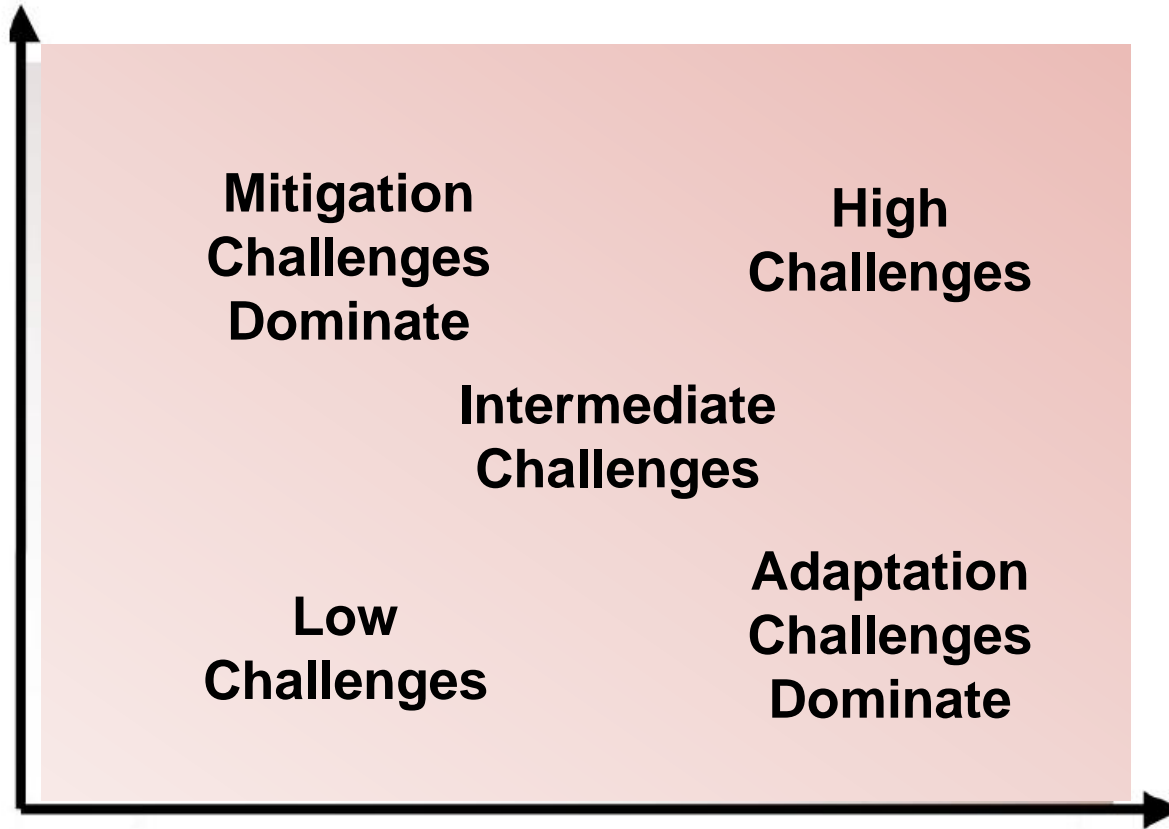 Mitigation
Challenges
Dominate
High
Challenges
Intermediate
Challenges
Low
Challenges
Adaptation
Challenges
Dominate